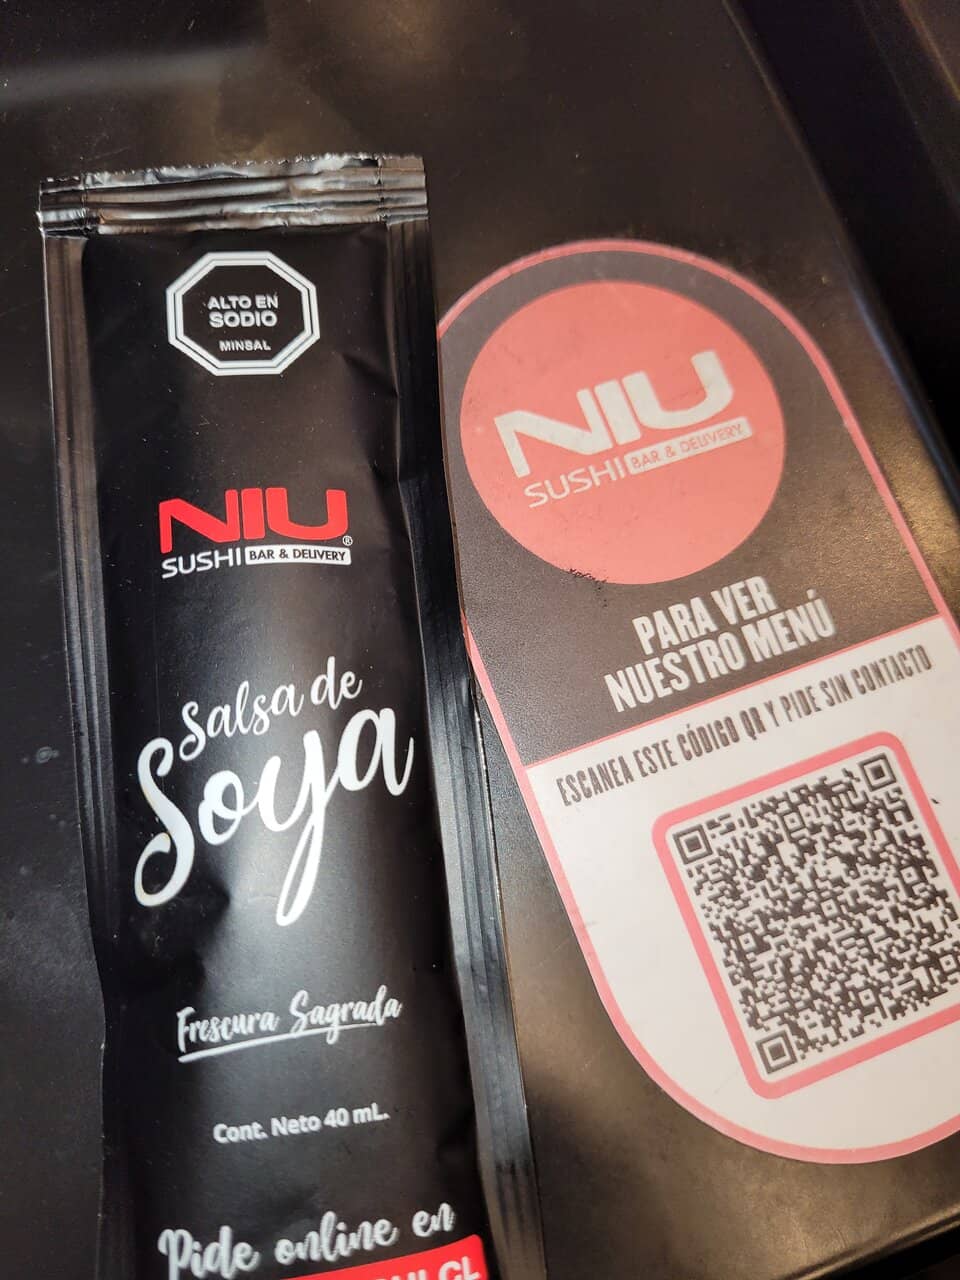 ALTO EN
SODIO
MINSAL
NIU®
SUSHI BAR & DELIVERY
Salsa de
Soya
Frescura Sagrada
Cont. Neto 40 mL.
Pide online en
NIU
SUSHI BAR & DELIVERY
PARA VER
NUESTRO MENÚ
ESCANEA ESTE CÓDIGO QR Y PIDE SIN CONTACTO